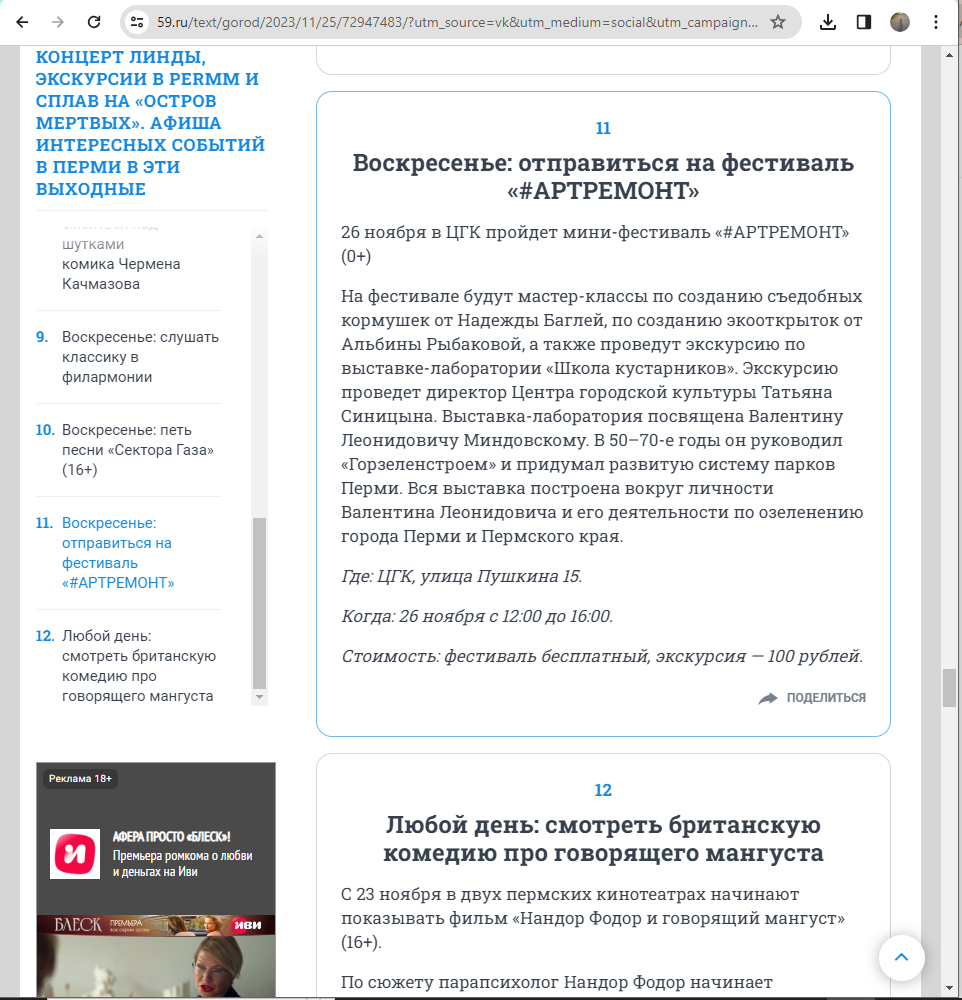 59.ru/text/gorod/2023/11/25/72947483/?utm_source=vk&utm_medium=social&utm_campaign...
КОНЦЕРТ ЛИНДЫ,
ЭКСКУРСИИ В PERMM И
СПЛАВ НА «ОСТРОВ
МЕРТВЫХ». АФИША
ИНТЕРЕСНЫХ СОБЫТИЙ
В ПЕРМИ В ЭТИ
ВЫХОДНЫЕ
шутками
комика Чермена
Качмазова
9. Воскресенье: слушать
классику в
филармонии
10. Воскресенье: петь
песни «Сектора Газа»
(16+)
11. Воскресенье:
отправиться на
фестиваль
«#АРТРЕМОНТ»
12. Любой день:
смотреть британскую
комедию про
говорящего мангуста
Реклама 18+
АФЕРА ПРОСТО «БЛЕСК»!
Премьера ромкома о любви
и деньгах на Иви
БЛЕСК
ПРЕМЬЕРА
все серии сразу
иви
11
Воскресенье: отправиться на фестиваль
«#АРТРЕМОНТ»
26 ноября в ЦГК пройдет мини-фестиваль «#АРТРЕМОНТ»
(0+)
На фестивале будут мастер-классы по созданию съедобных
кормушек от Надежды Баглей, по созданию экооткрыток от
Альбины Рыбаковой, а также проведут экскурсию по
выставке-лаборатории «Школа кустарников». Экскурсию
проведет директор Центра городской культуры Татьяна
Синицына. Выставка-лаборатория посвящена Валентину
Леонидовичу Миндовскому. В 50–70-е годы он руководил
«Горзеленстроем» и придумал развитую систему парков
Перми. Вся выставка построена вокруг личности
Валентина Леонидовича и его деятельности по озеленению
города Перми и Пермского края.
Где: ЦГК, улица Пушкина 15.
Когда: 26 ноября с 12:00 до 16:00.
Стоимость: фестиваль бесплатный, экскурсия — 100 рублей.
ПОДЕЛИТЬСЯ
12
Любой день: смотреть британскую
комедию про говорящего мангуста
С 23 ноября в двух пермских кинотеатрах начинают
показывать фильм «Нандор Фодор и говорящий мангуст»
(16+).
По сюжету парапсихолог Нандор Фодор начинает